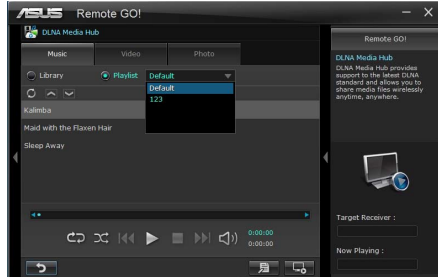 ASUS Remote GO!
DLNA Media Hub
Music
Video
Photo
Library
Playlist
Default
Default
123
Kalimba
Maid with the Flaxen Hair
Sleep Away
0:00:00
0:00:00
Remote GO!
DLNA Media Hub
DLNA Media Hub provides
support to the latest DLNA
standard and allows you to
share media files wirelessly
anytime, anywhere.
Target Receiver :
Now Playing :